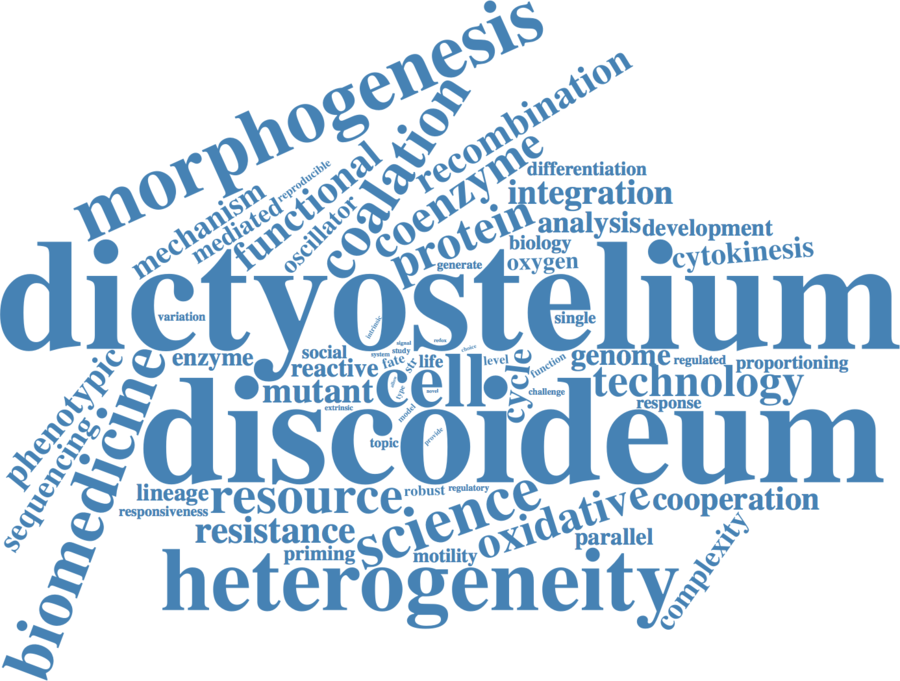 morphogenesis
recombination
coalation
coenzyme
reproducible
functional
mechanism
mediated
oscillator
protein
differentiation
integration
analysis
development
biology
cytokinesis
oxygen
generate
dictyostelium
variation
intrinsic
single
signal
redox
choice
system
study
social
enzyme
reactive
fate
str
life
level
function
genome
regulated
proportioning
phenotypic
mutant
cell
type
novel
cycle
challenge
technology
extrinsic
model
response
discoideum
topic
provide
sequencing
biomedicine
lineage
resource
robust
regulatory
science
oxidative
cooperation
responsiveness
resistance
priming
motility
parallel
complexity
heterogeneity